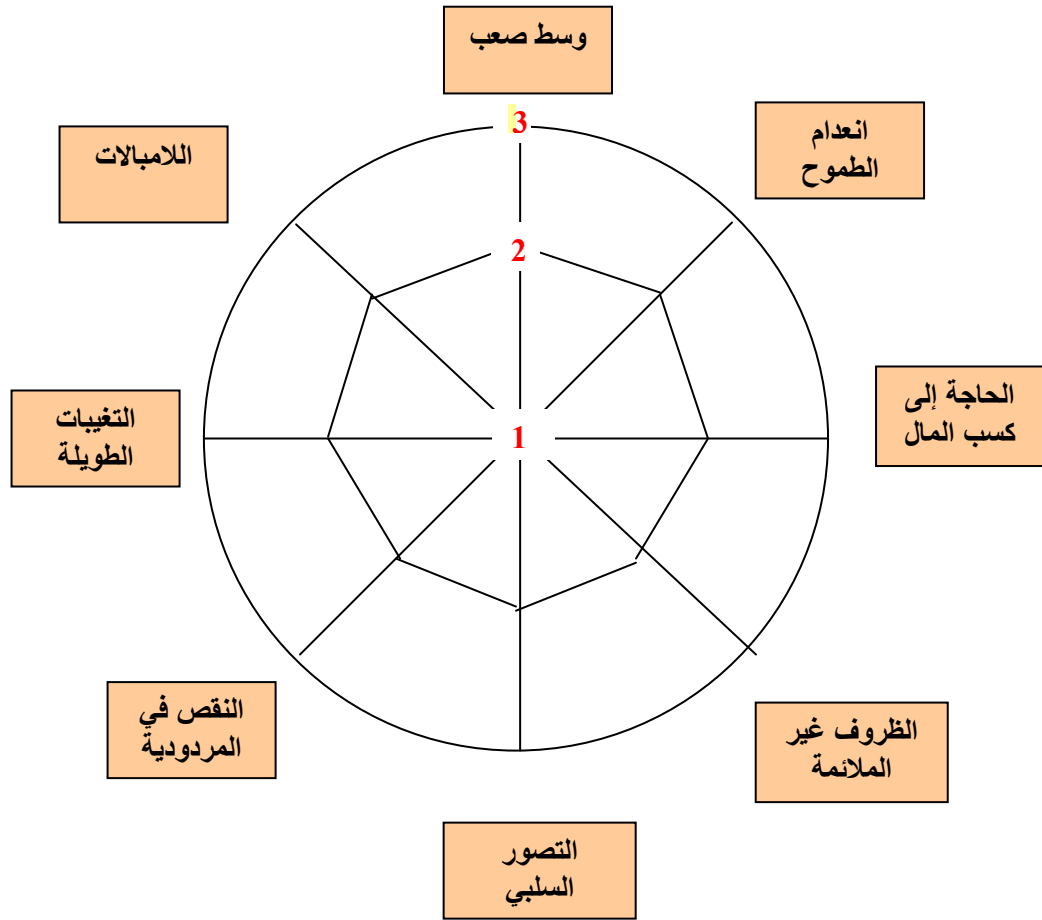 وسط صعب
3
انعدام
الطموح
اللامبالات
2
الحاجة إلى
كسب المال
التغيبات
الطويلة
1
الظروف غير
الملائمة
النقص في
المردودية
التصور
السلبي